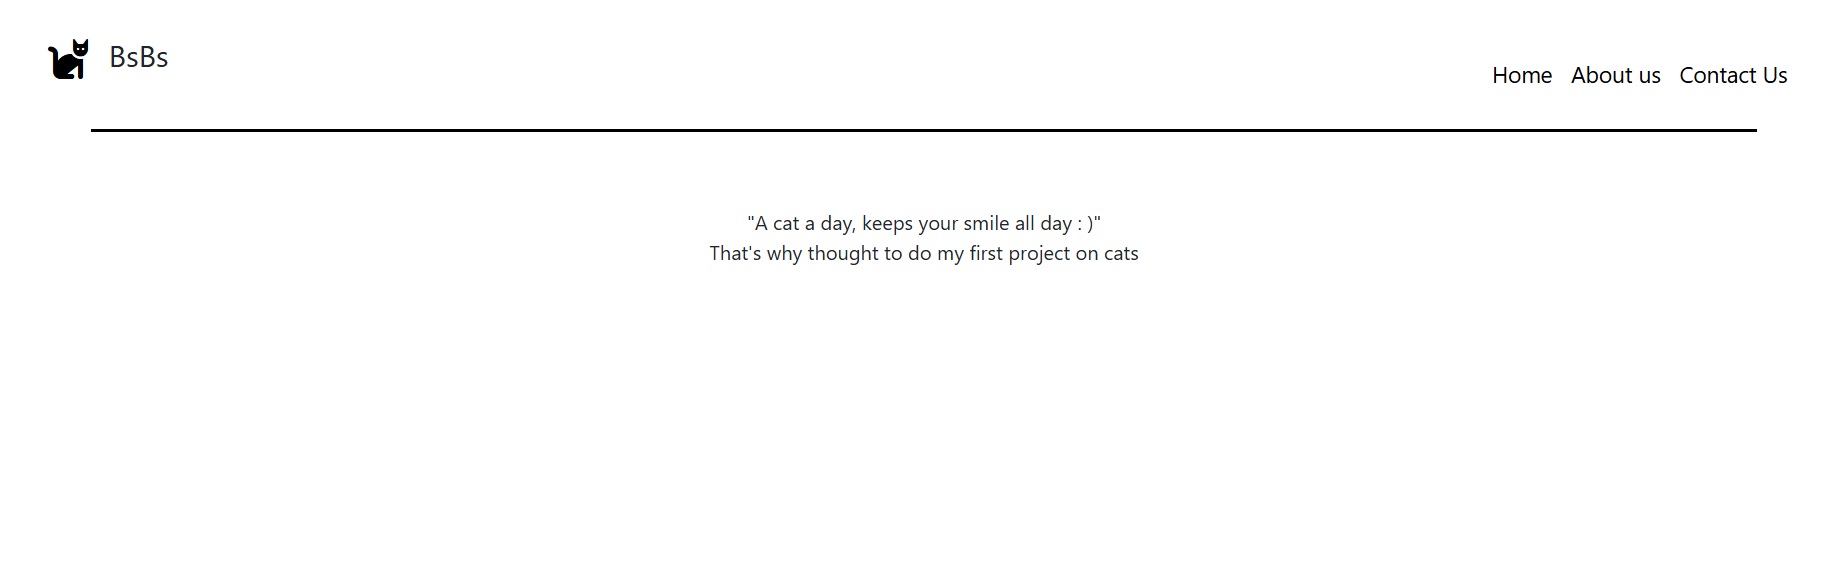 BsBs
Home About us Contact Us
"A cat a day, keeps your smile all day : )"
That's why thought to do my first project on cats